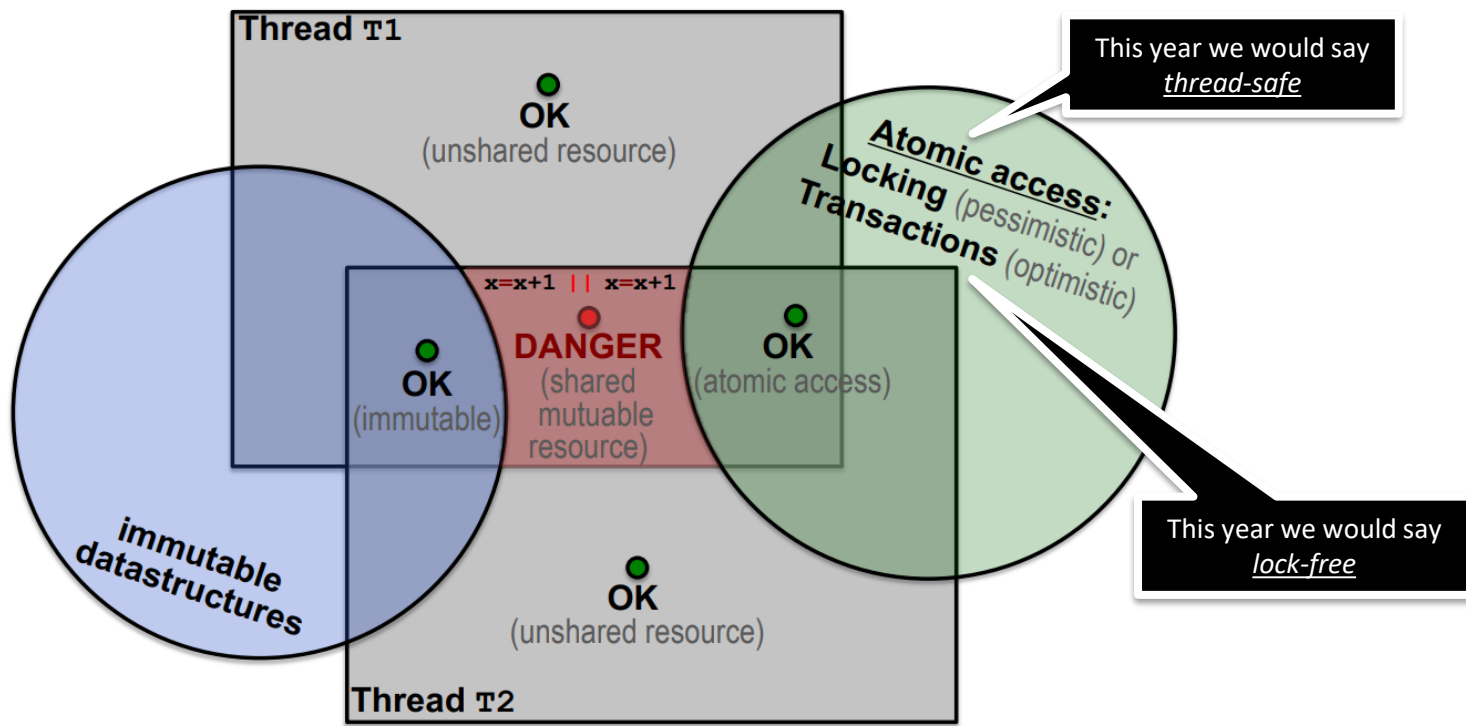 Thread T1
This year we would say
thread-safe
OK
(unshared resource)
Atomic access:
Locking (pessimistic) or
Transactions (optimistic)
x=x+1 || x=x+1
DANGER
(shared
mutuable
resource)
OK
(immutable)
OK
(atomic access)
This year we would say
lock-free
immutable
datastructures
OK
(unshared resource)
Thread T2